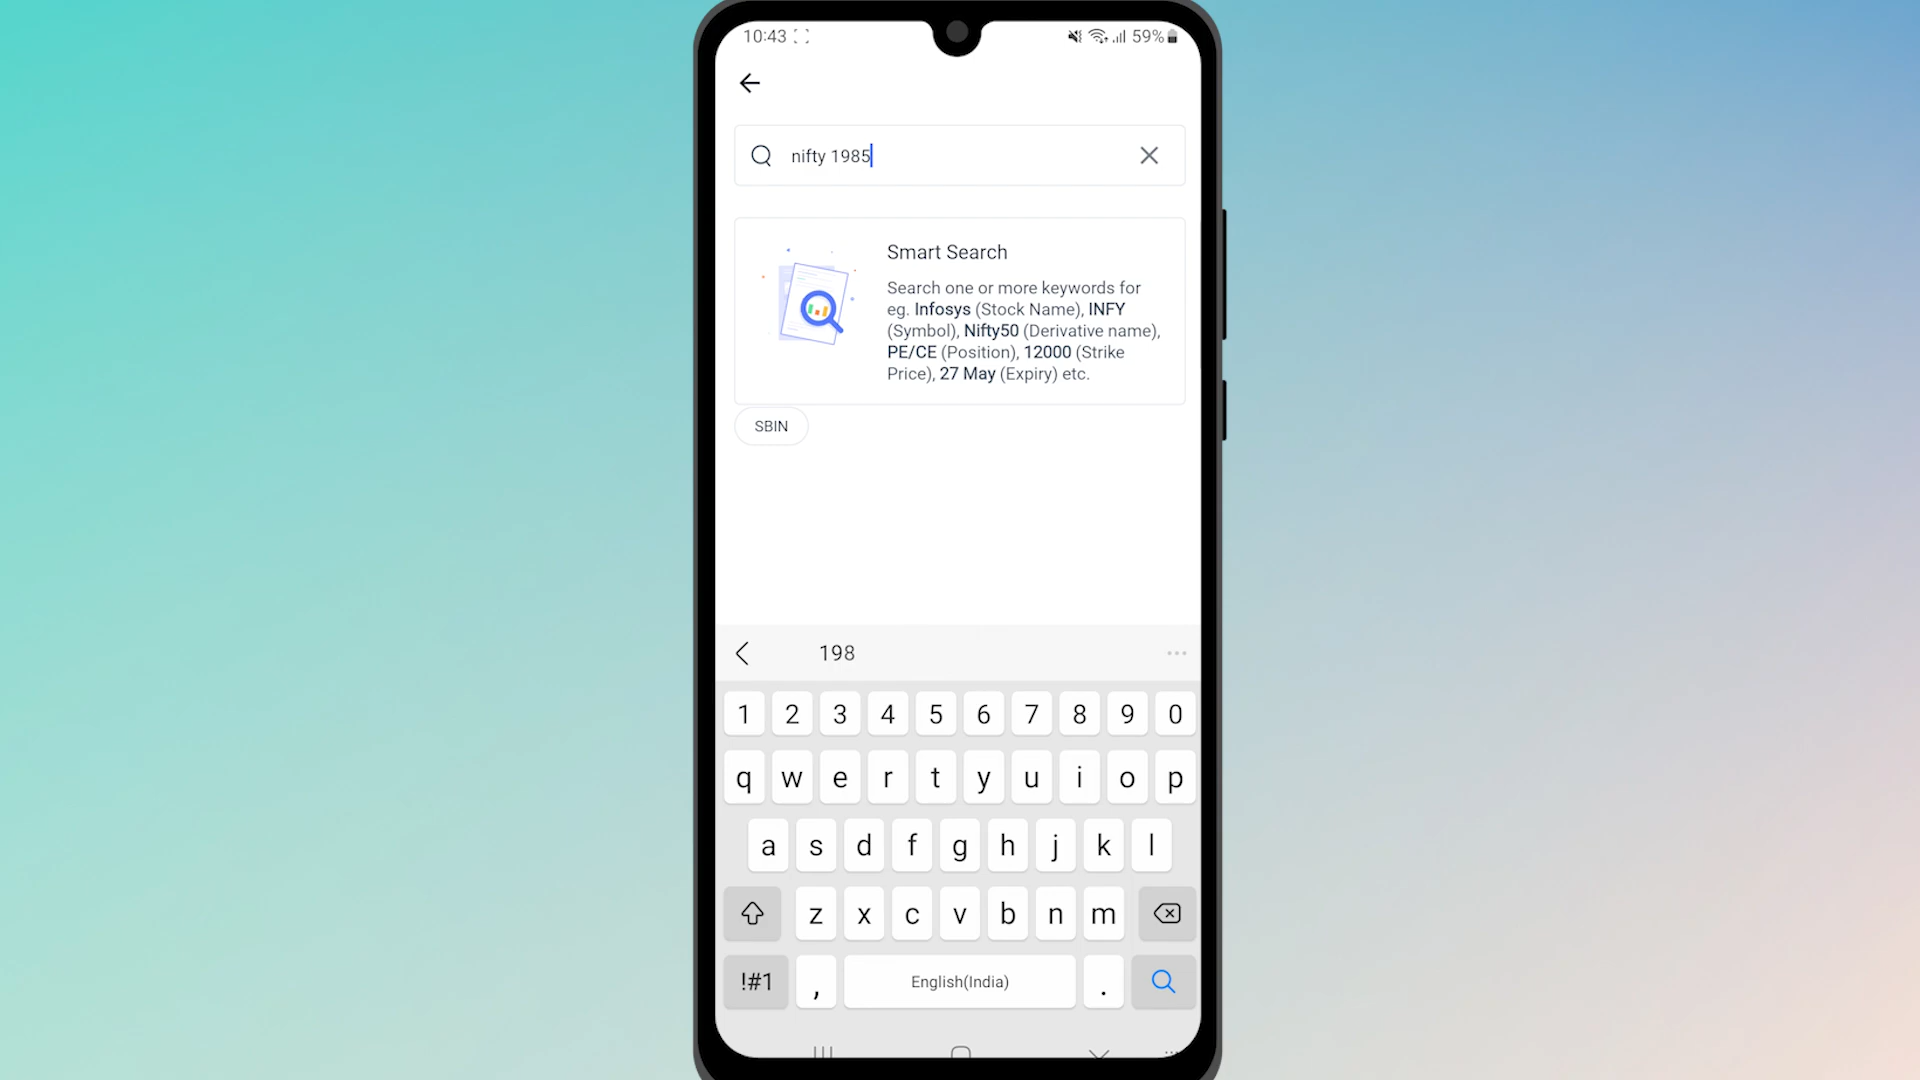 10:43 59%
nifty 1985
Smart Search
Search one or more keywords for
eg. Infosys (Stock Name), INFY
(Symbol), Nifty50 (Derivative name),
PE/CE (Position), 12000 (Strike
Price), 27 May (Expiry) etc.
SBIN
198
1 2 3 4 5 6 7 8 9 0
q w e r t y u i o p
a s d f g h j k l
z x c v b n m
!#1 , English(India) .